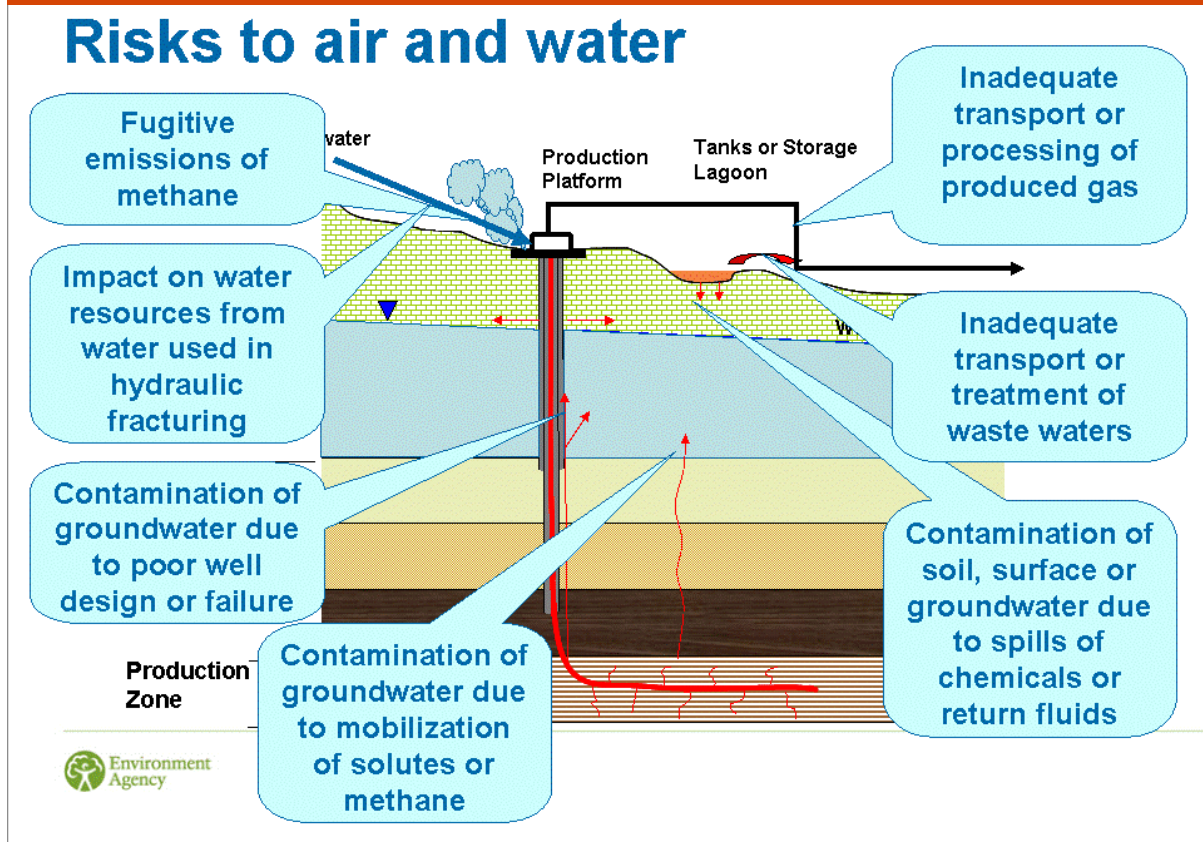 Risks to air and water
Fugitive
emissions of
methane
water
Production
Platform
Tanks or Storage
Lagoon
Inadequate
transport or
processing of
produced gas
Impact on water
resources from
water used in
hydraulic
fracturing
Inadequate
transport or
treatment of
waste waters
Contamination of
groundwater due
to poor well
design or failure
Contamination of
soil, surface or
groundwater due
to spills of
chemicals or
return fluids
Contamination of
groundwater due
to mobilization
of solutes or
methane
Production
Zone
Environment
Agency